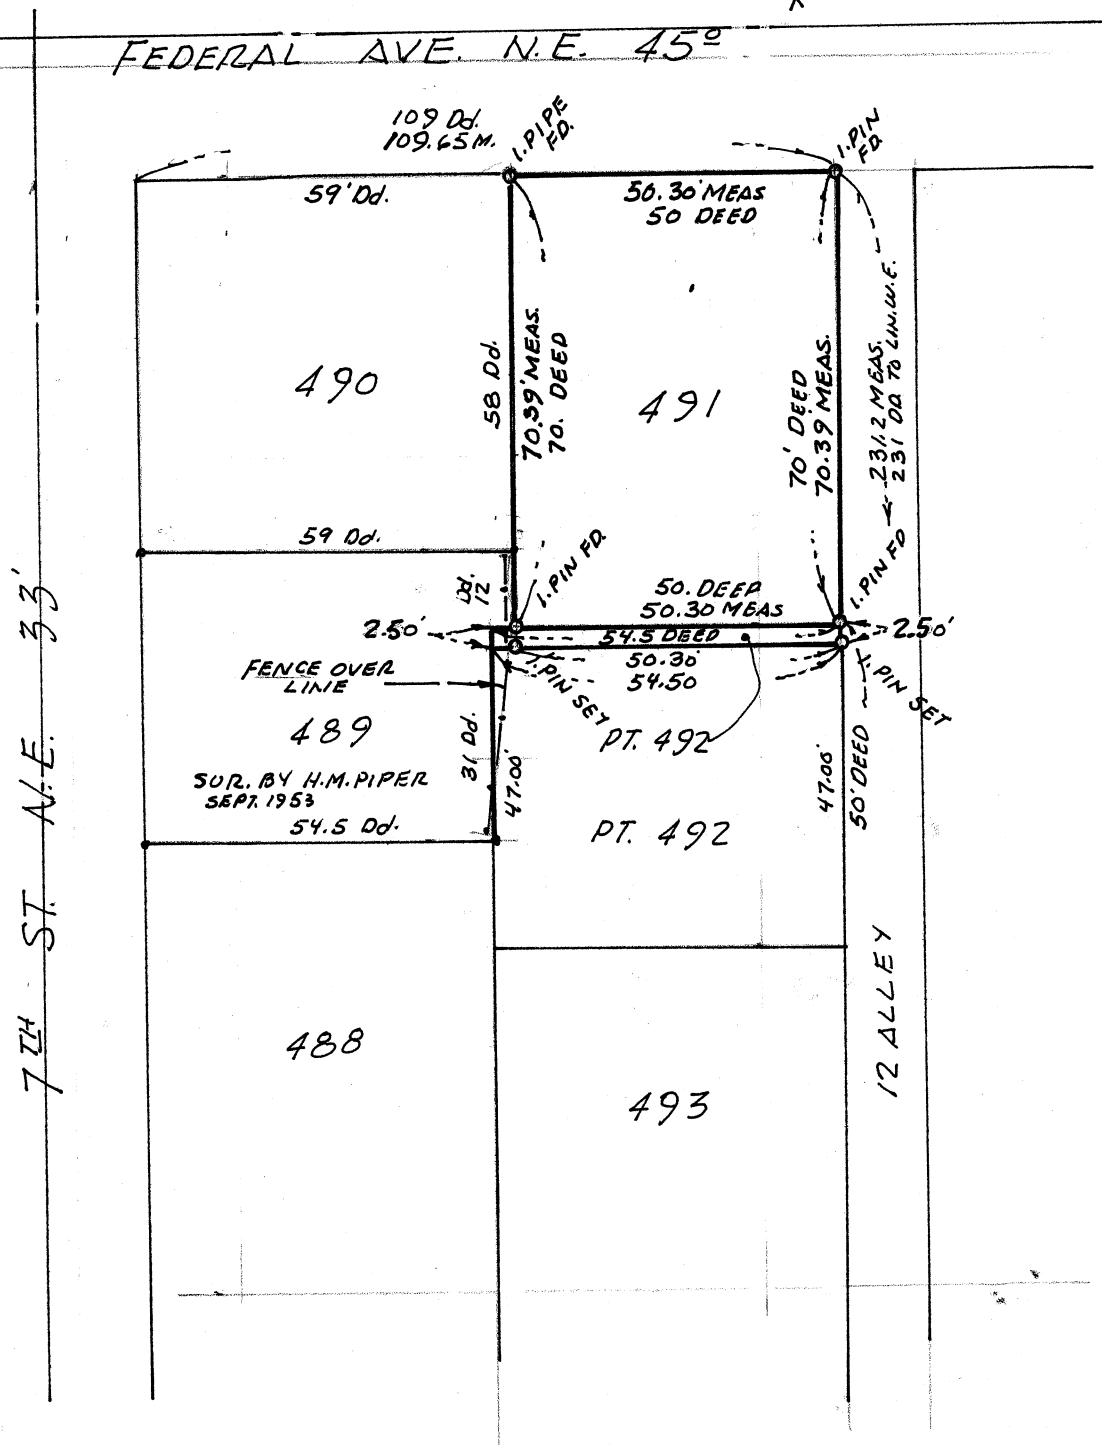 FEDERAL AVE. N.E. 45º
109 Dd.
109.65 M.
I. PIPE
FD.
I. PIN
FD.
59' Dd.
50.30' MEAS
50 DEED
58 Dd.
70.39' MEAS.
70. DEED
70' DEED
70.39 MEAS.
231.2 MEAS.
231 DD TO LIN.W.E.
490
491
59 Dd.
Dd.
12
I. PIN FD.
I. PIN FD
50. DEED
50.30 MEAS
2.50'
54.5 DEED
2.50'
50.30'
54.50
I. PIN SET
I. PIN SET
FENCE OVER
LINE
489
31 Dd.
47.00'
PT. 492
47.00'
50' DEED
SUR. BY H.M. PIPER
SEPT. 1953
54.5 Dd.
PT. 492
7TH ST. N.E. 33'
12 ALLEY
488
493